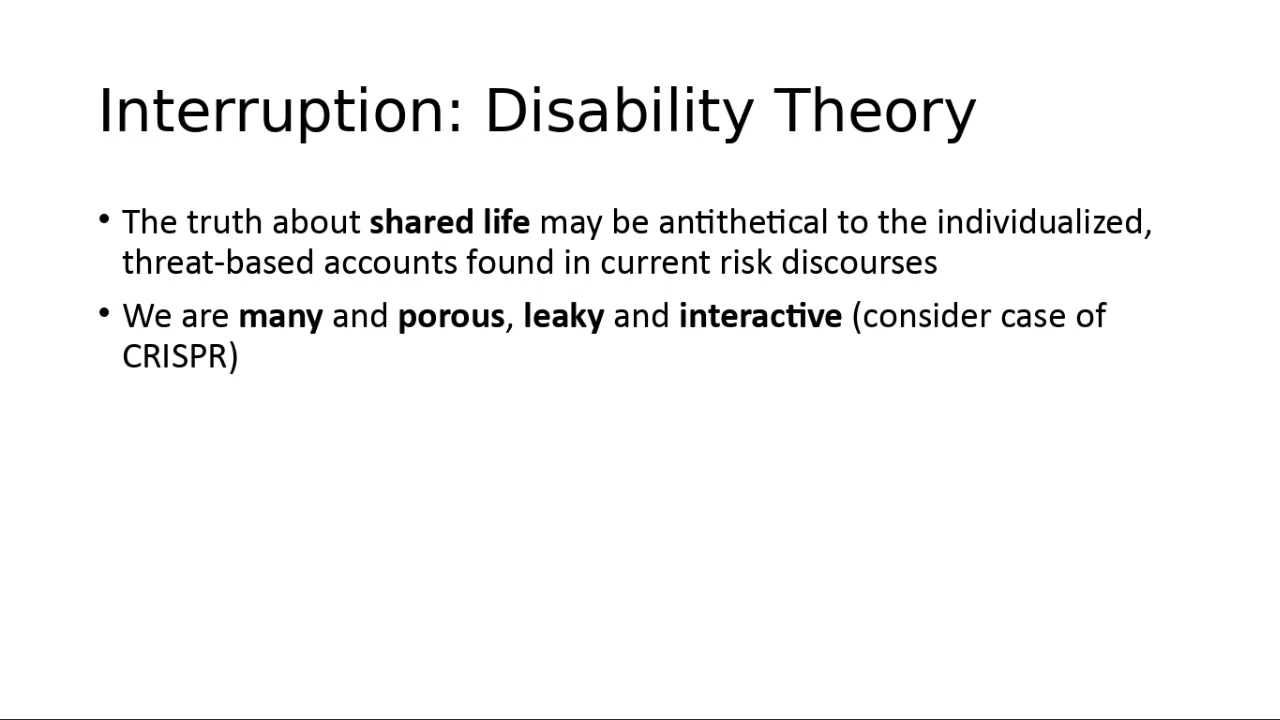 Interruption: Disability Theory
• The truth about shared life may be antithetical to the individualized,
threat-based accounts found in current risk discourses
• We are many and porous, leaky and interactive (consider case of
CRISPR)